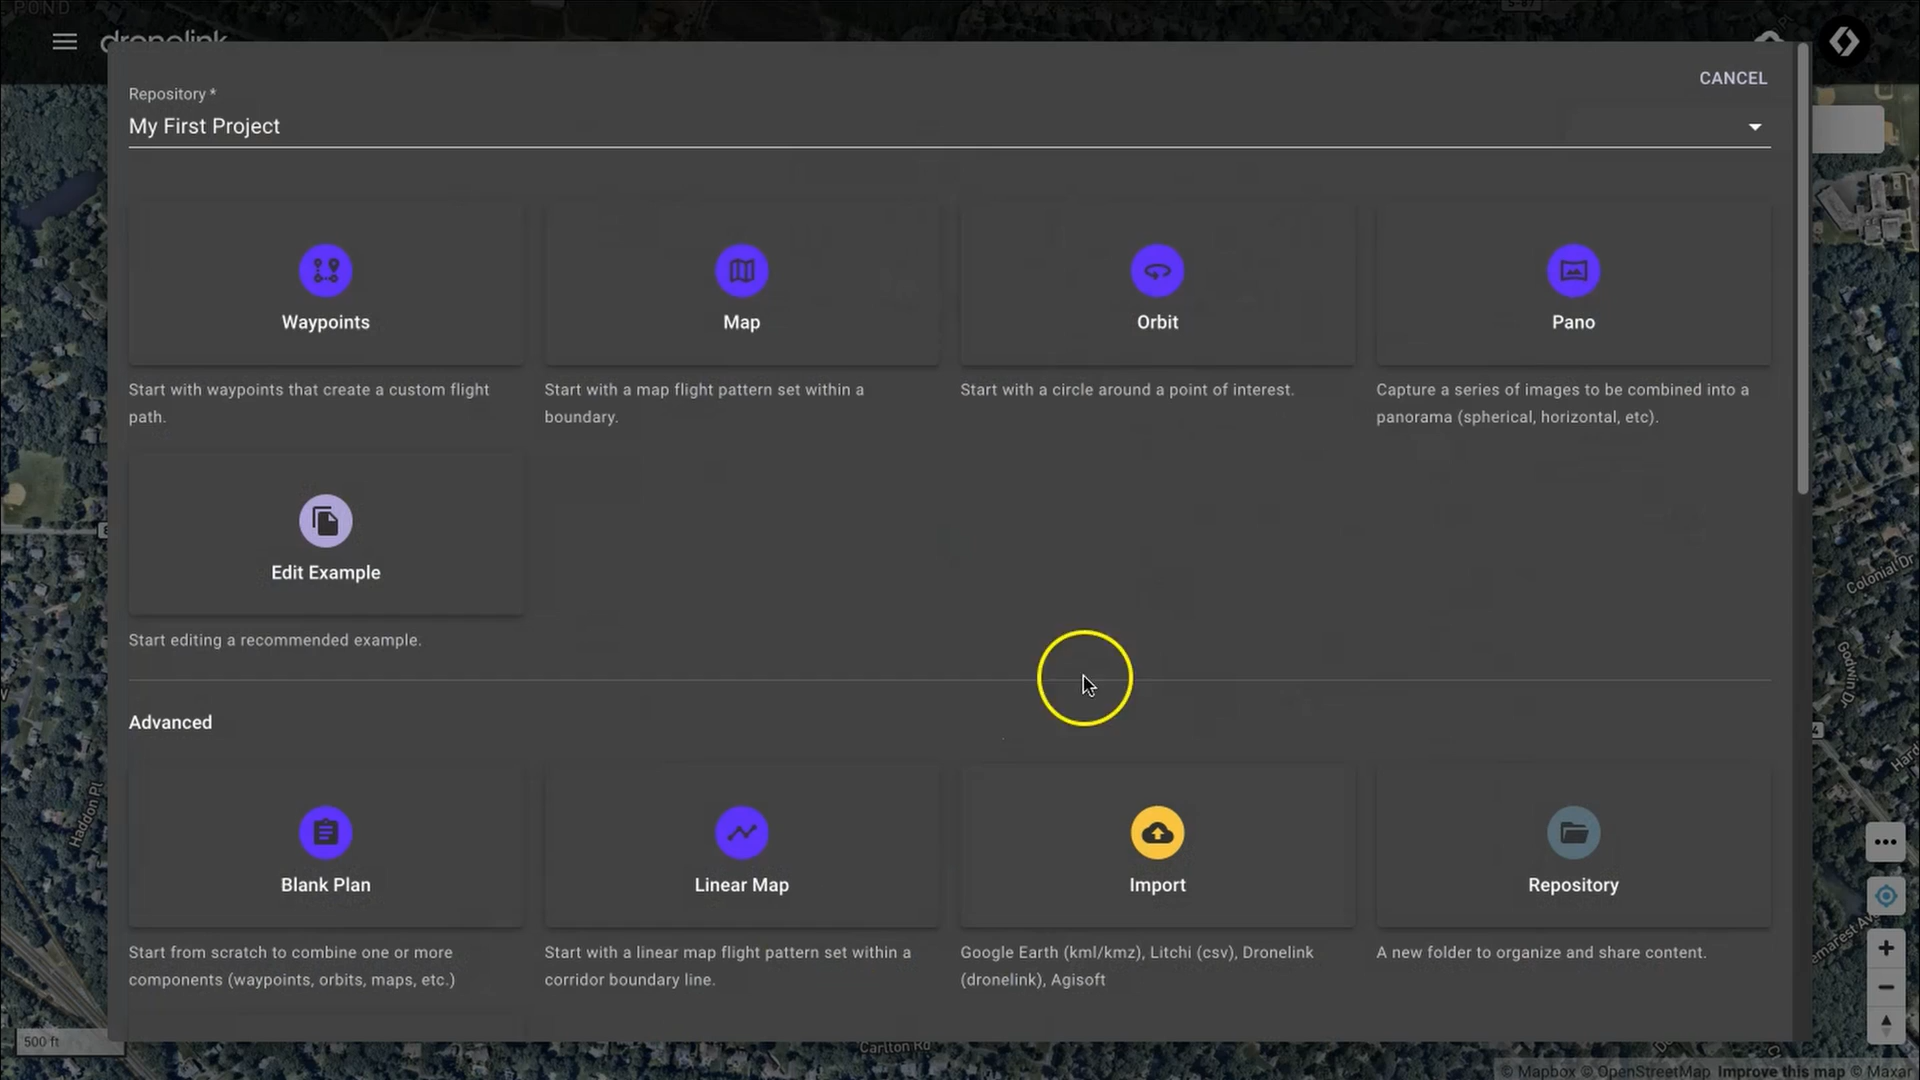 POND
dronelink
CANCEL
Repository *
My First Project
Waypoints
Map
Orbit
Pano
Start with waypoints that create a custom flight
path.
Start with a map flight pattern set within a
boundary.
Start with a circle around a point of interest.
Capture a series of images to be combined into a
panorama (spherical, horizontal, etc).
Edit Example
Start editing a recommended example.
Colonial Dr
Godwin Dr
Advanced
Haddon Pl
Blank Plan
Linear Map
Import
Repository
Start from scratch to combine one or more
components (waypoints, orbits, maps, etc.)
Start with a linear map flight pattern set within a
corridor boundary line.
Google Earth (kml/kmz), Litchi (csv), Dronelink
(dronelink), Agisoft
A new folder to organize and share content.
500 ft
Carlton Rd
© Mapbox © OpenStreetMap Improve this map © Maxar